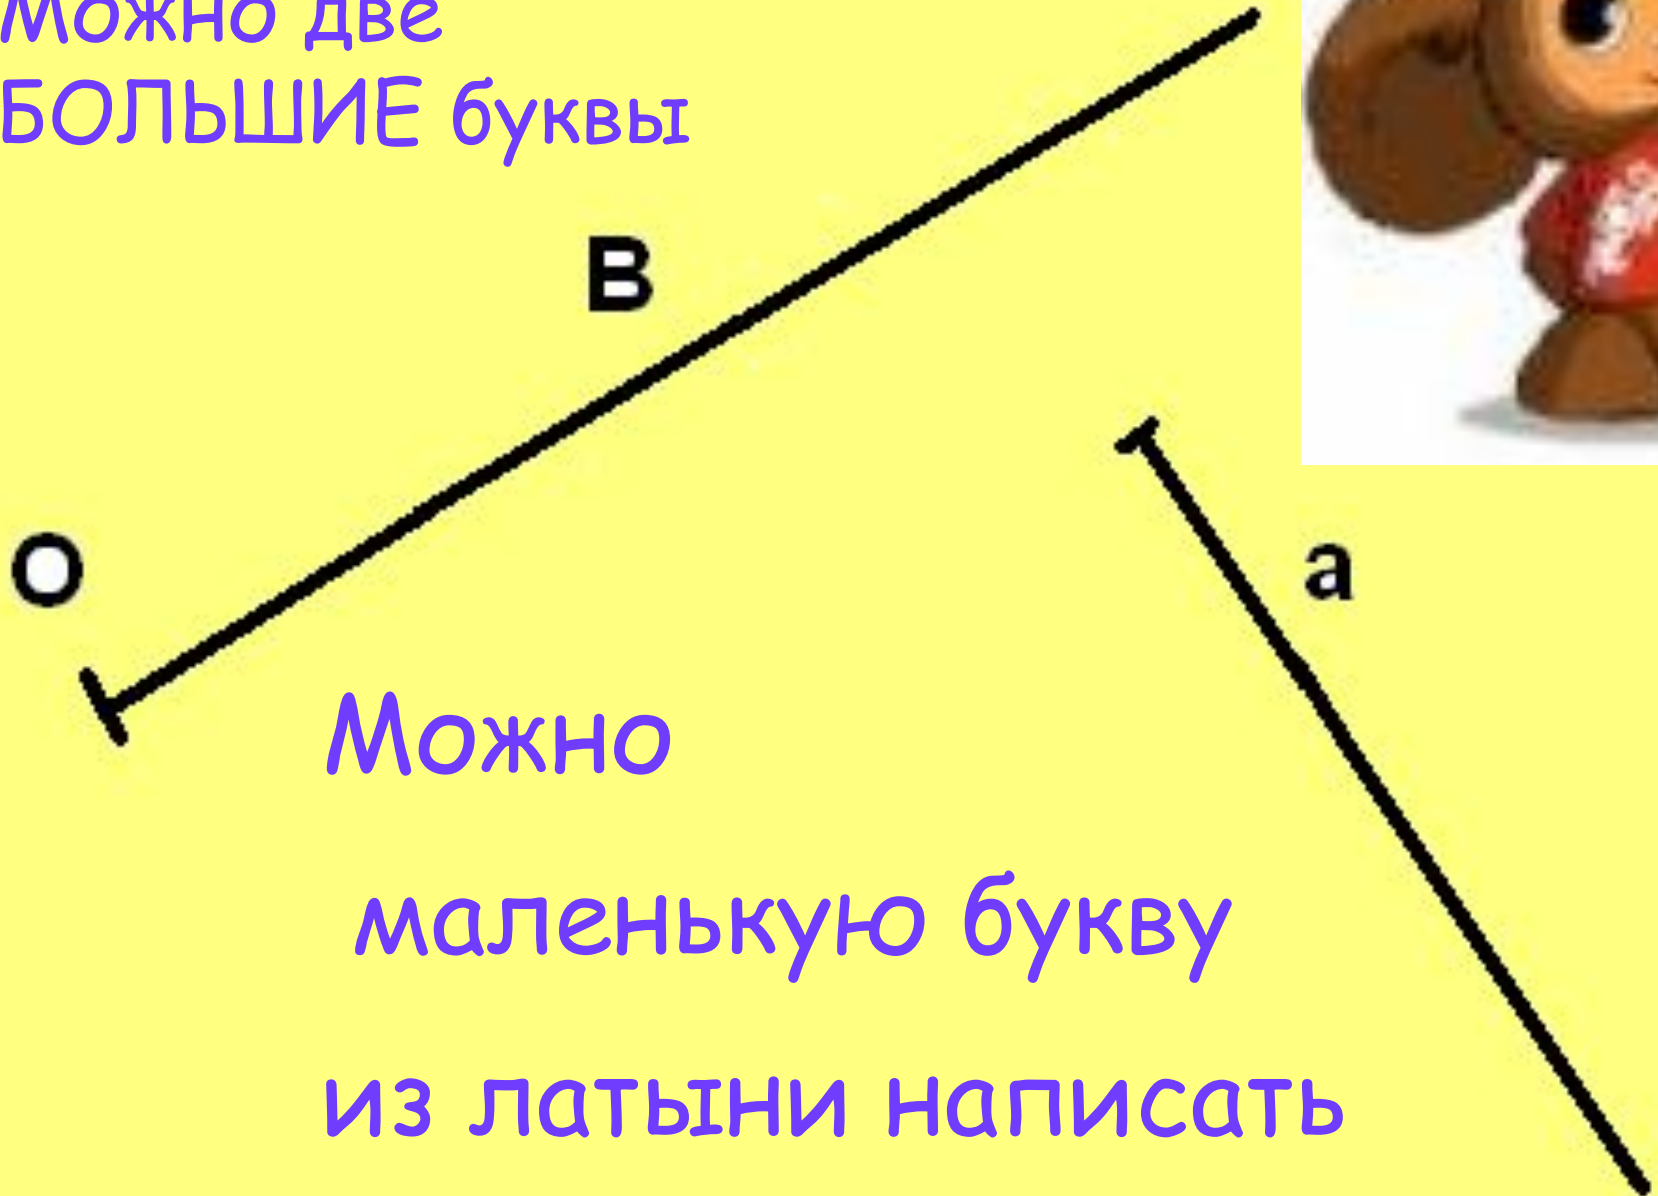 Можно две
БОЛЬШИЕ буквы
В
О
а
Можно
маленькую букву
из латыни написать